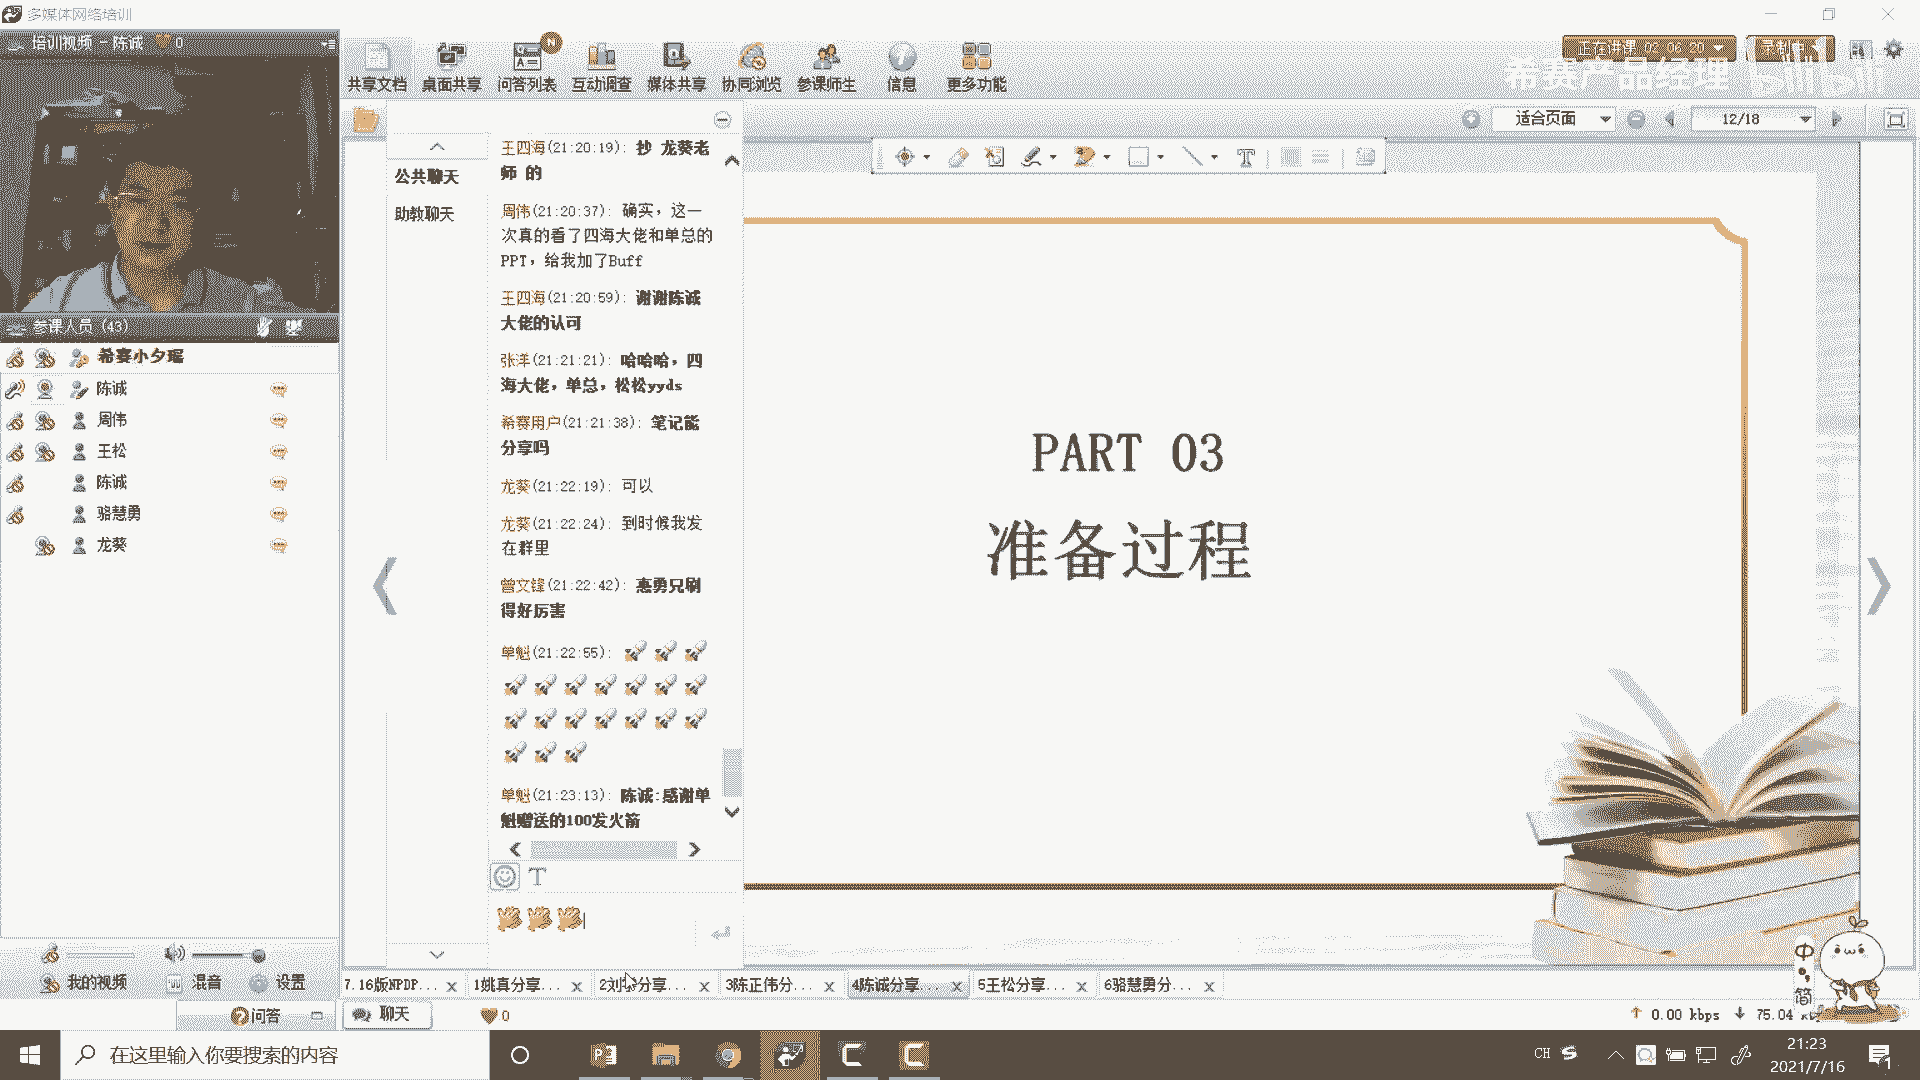 多媒体网络培训
培训视频 - 陈诚 0
共享文档 桌面共享 问答列表 互动调查 媒体共享 协同浏览 参课师生 信息 更多功能
正在讲课 02:06:20
录制中
希赛产品经理 bilibili
适合页面
12/18
参课人员 (43)
希赛小夕瑶
陈诚
周伟
王松
陈诚
骆慧勇
龙葵
公共聊天
助教聊天
王四海(21:20:19): 抄 龙葵老
师 的
周伟(21:20:37): 确实，这一
次真的看了四海大佬和单总的
PPT，给我加了Buff
王四海(21:20:59): 谢谢陈诚
大佬的认可
张洋(21:21:21): 哈哈哈，四
海大佬，单总，松松yyds
希赛用户(21:21:38): 笔记能
分享吗
龙葵(21:22:19): 可以
龙葵(21:22:24): 到时候我发
在群里
曾文锋(21:22:42): 惠勇兄刷
得好厉害
单魁(21:22:55):
单魁(21:23:13): 陈诚:感谢单
魁赠送的100发火箭
T
PART 03
准备过程
我的视频 混音 设置
问答
7.16版NPDP... 1姚真分享... 2刘 分享... 3陈正伟分... 4陈诚分享... 5王松分享... 6骆慧勇分...
聊天 0
中
简
0.00 kbps 75.04
在这里输入你要搜索的内容
CH
21:23
2021/7/16
1